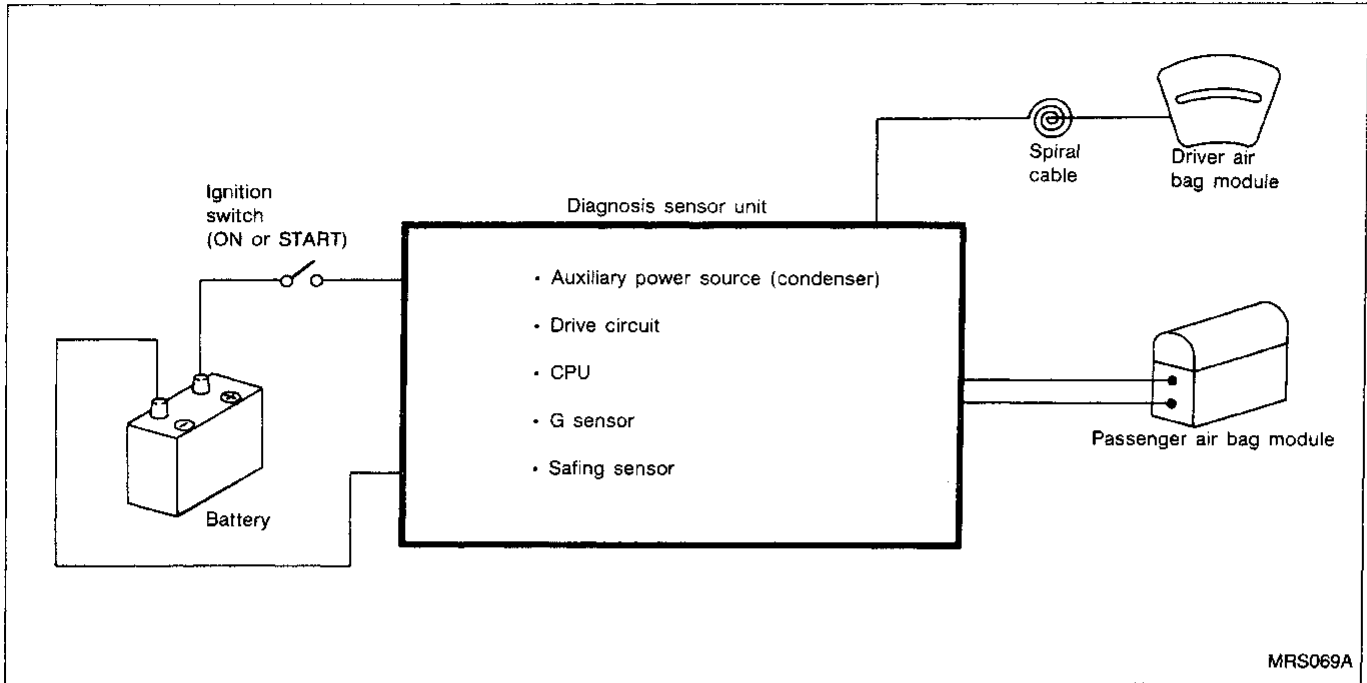 Ignition
switch
(ON or START)
Diagnosis sensor unit
Spiral
cable
Driver air
bag module
• Auxiliary power source (condenser)
• Drive circuit
• CPU
• G sensor
• Safing sensor
Battery
Passenger air bag module
MRS069A